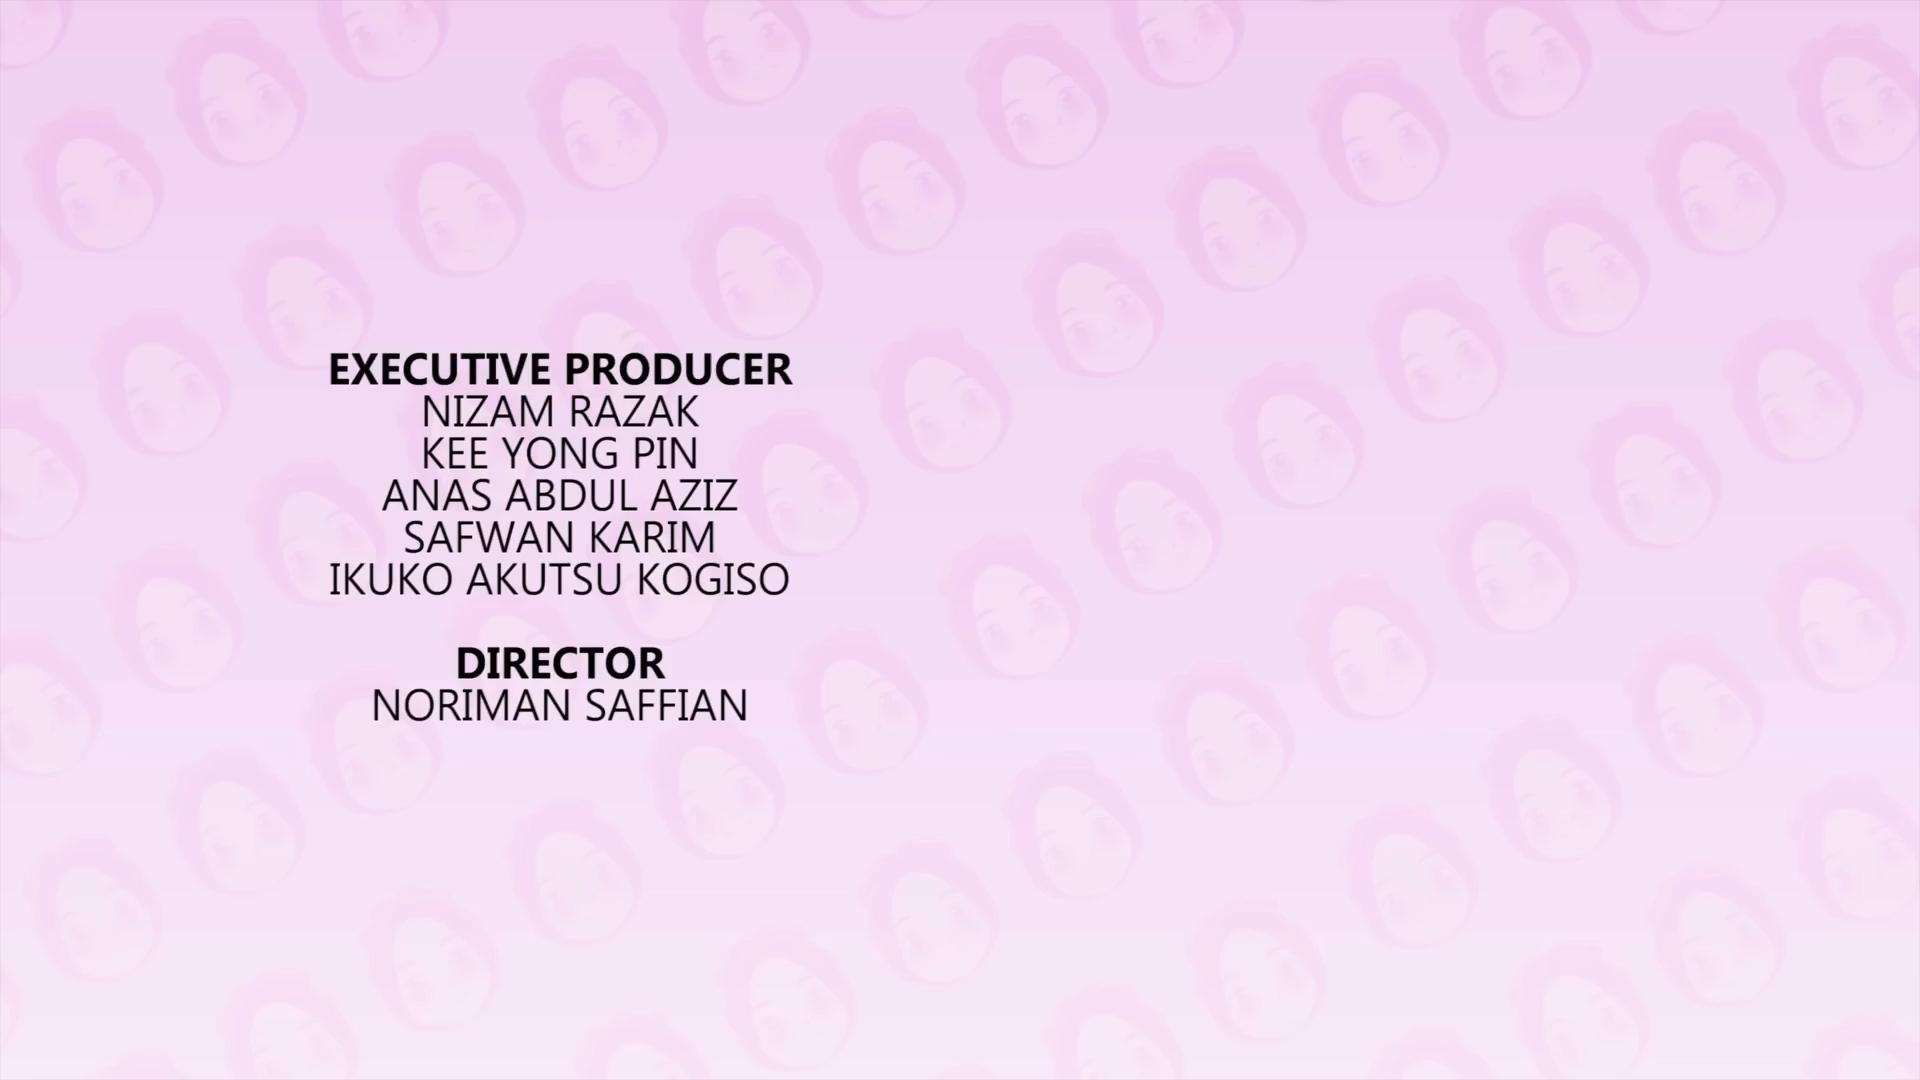 EXECUTIVE PRODUCER
NIZAM RAZAK
KEE YONG PIN
ANAS ABDUL AZIZ
SAFWAN KARIM
IKUKO AKUTSU KOGISO
DIRECTOR
NORIMAN SAFFIAN